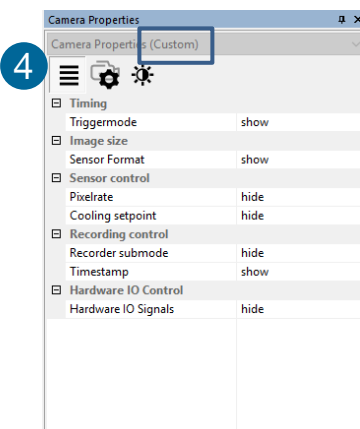 Camera Properties
Camera Properties (Custom)
4
Timing
Triggermode show
Image size
Sensor Format show
Sensor control
Pixelrate hide
Cooling setpoint hide
Recording control
Recorder submode hide
Timestamp show
Hardware IO Control
Hardware IO Signals hide